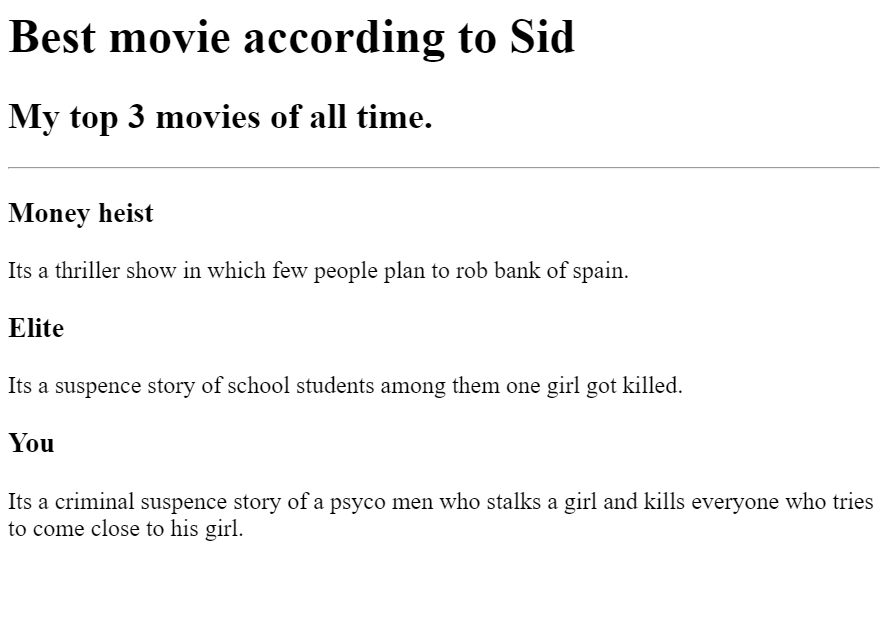 Best movie according to Sid
My top 3 movies of all time.
Money heist
Its a thriller show in which few people plan to rob bank of spain.
Elite
Its a suspence story of school students among them one girl got killed.
You
Its a criminal suspence story of a psyco men who stalks a girl and kills everyone who tries
to come close to his girl.